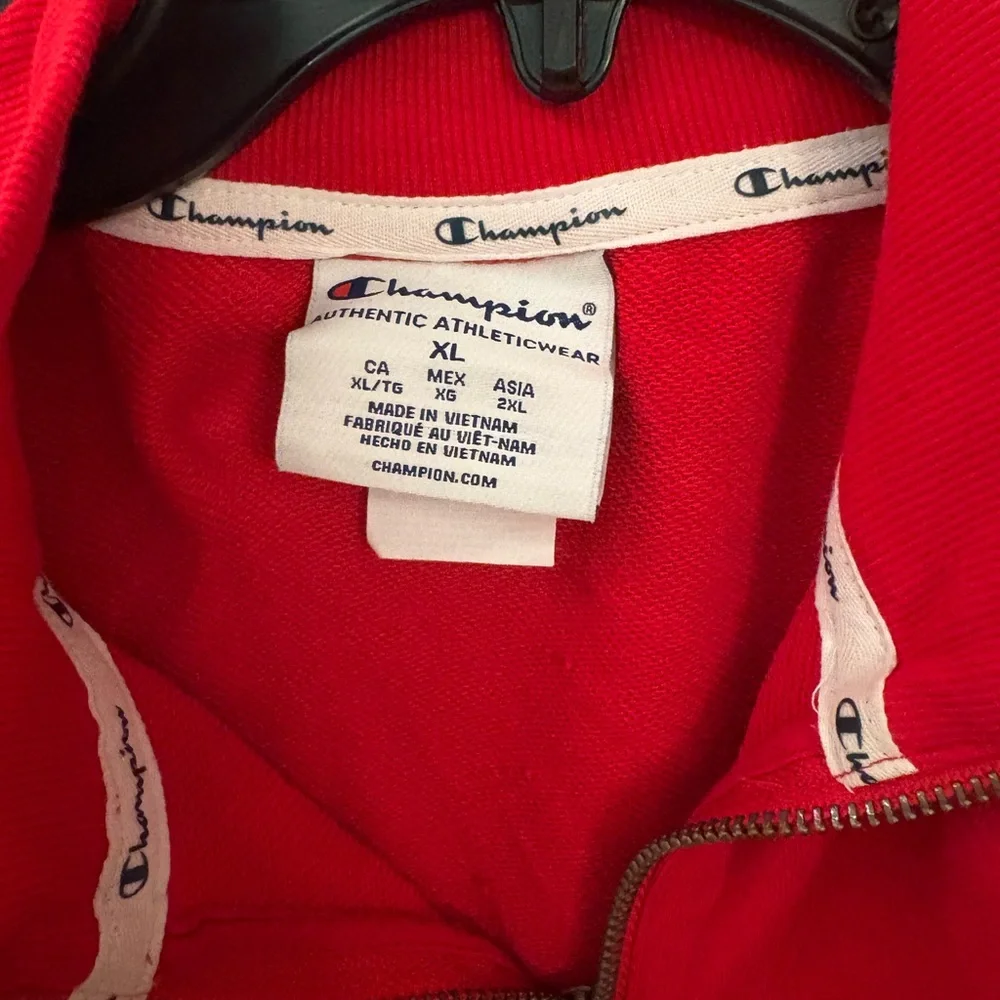 Champion Champion Champion
Champion®
AUTHENTIC ATHLETICWEAR
XL
CA MEX ASIA
XL/TG XG 2XL
MADE IN VIETNAM
FABRIQUÉ AU VIÊT-NAM
HECHO EN VIETNAM
CHAMPION.COM
Champion